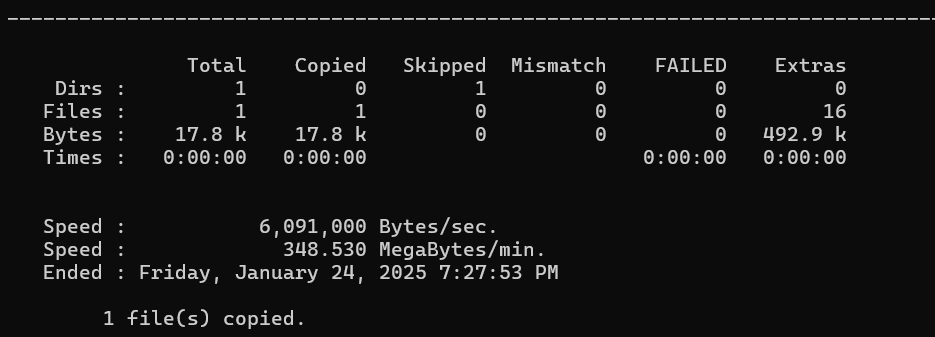 ------------------------------------------------------------------------------
Total Copied Skipped Mismatch FAILED Extras
Dirs : 1 0 1 0 0 0
Files : 1 1 0 0 0 16
Bytes : 17.8 k 17.8 k 0 0 0 492.9 k
Times : 0:00:00 0:00:00 0:00:00 0:00:00
Speed : 6,091,000 Bytes/sec.
Speed : 348.530 MegaBytes/min.
Ended : Friday, January 24, 2025 7:27:53 PM
1 file(s) copied.